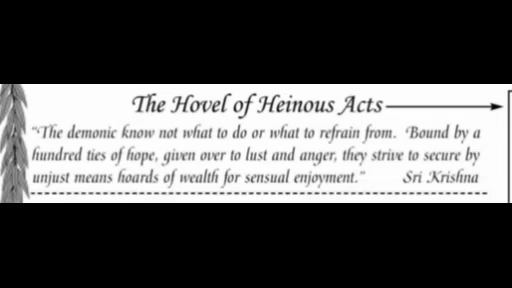 The Hovel of Heinous Acts
"The demonic know not what to do or what to refrain from. Bound by a
hundred ties of hope, given over to lust and anger, they strive to secure by
unjust means hoards of wealth for sensual enjoyment." Sri Krishna